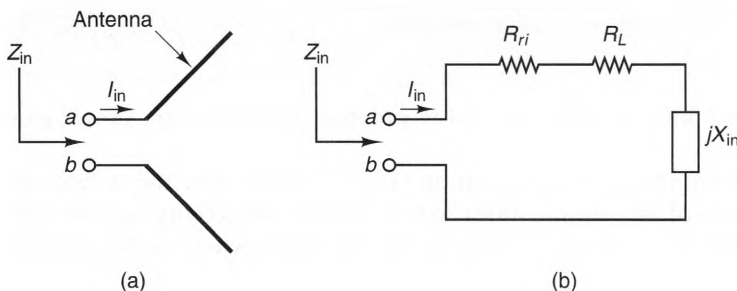 Antenna
Z_in
I_in
a
b
(a)
Z_in
I_in
a
b
R_ri
R_L
jX_in
(b)